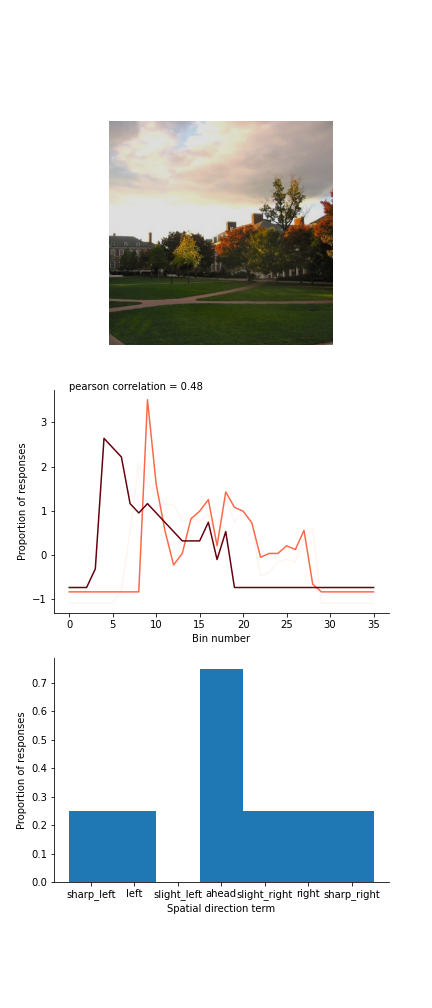 pearson correlation = 0.48
3
2
1
0
−1
Proportion of responses
0 5 10 15 20 25 30 35
Bin number
0.7
0.6
0.5
0.4
0.3
0.2
0.1
0.0
Proportion of responses
sharp_left left slight_left ahead slight_right right sharp_right
Spatial direction term